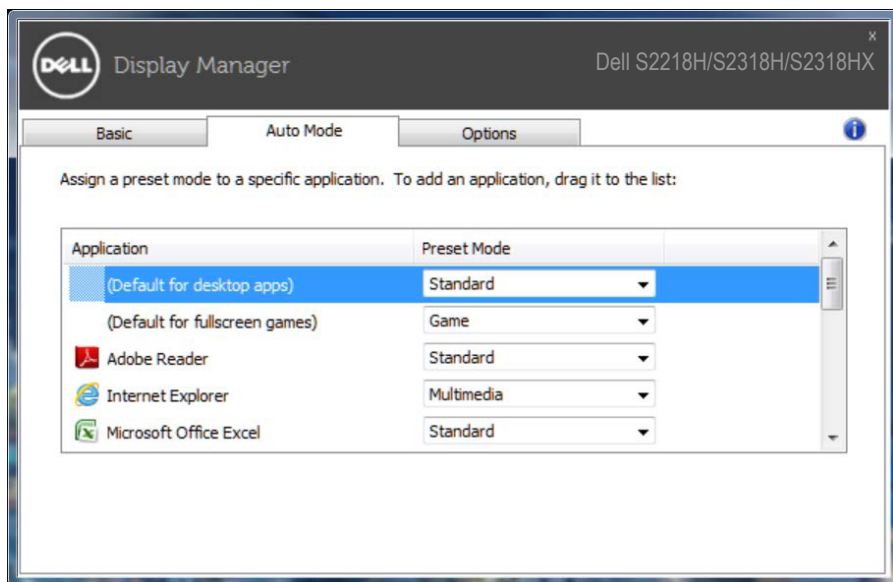 x
DELL Display Manager Dell S2218H/S2318H/S2318HX
Basic Auto Mode Options
Assign a preset mode to a specific application. To add an application, drag it to the list:
Application Preset Mode
(Default for desktop apps) Standard
(Default for fullscreen games) Game
Adobe Reader Standard
Internet Explorer Multimedia
Microsoft Office Excel Standard